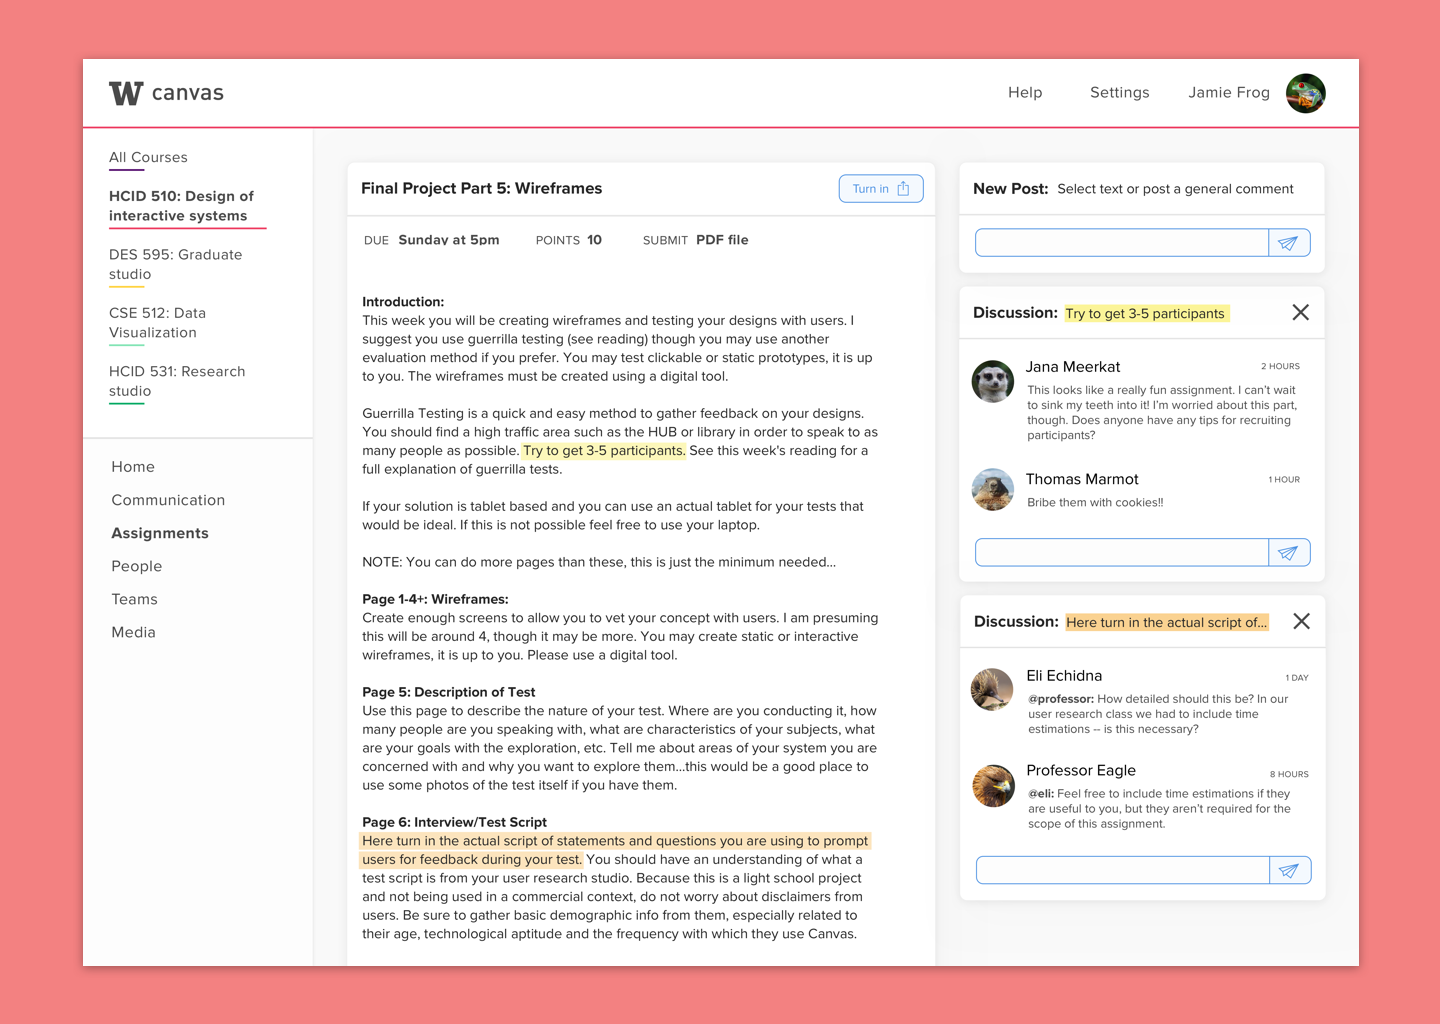 W canvas
Help
Settings
Jamie Frog
All Courses
HCID 510: Design of
interactive systems
DES 595: Graduate
studio
CSE 512: Data
Visualization
HCID 531: Research
studio
Home
Communication
Assignments
People
Teams
Media
Final Project Part 5: Wireframes
Turn in
DUE Sunday at 5pm
POINTS 10
SUBMIT PDF file
Introduction:
This week you will be creating wireframes and testing your designs with users. I
suggest you use guerrilla testing (see reading) though you may use another
evaluation method if you prefer. You may test clickable or static prototypes, it is up
to you. The wireframes must be created using a digital tool.
Guerrilla Testing is a quick and easy method to gather feedback on your designs.
You should find a high traffic area such as the HUB or library in order to speak to as
many people as possible. Try to get 3-5 participants. See this week's reading for a
full explanation of guerrilla tests.
If your solution is tablet based and you can use an actual tablet for your tests that
would be ideal. If this is not possible feel free to use your laptop.
NOTE: You can do more pages than these, this is just the minimum needed...
Page 1-4+: Wireframes:
Create enough screens to allow you to vet your concept with users. I am presuming
this will be around 4, though it may be more. You may create static or interactive
wireframes, it is up to you. Please use a digital tool.
Page 5: Description of Test
Use this page to describe the nature of your test. Where are you conducting it, how
many people are you speaking with, what are characteristics of your subjects, what
are your goals with the exploration, etc. Tell me about areas of your system you are
concerned with and why you want to explore them...this would be a good place to
use some photos of the test itself if you have them.
Page 6: Interview/Test Script
Here turn in the actual script of statements and questions you are using to prompt
users for feedback during your test. You should have an understanding of what a
test script is from your user research studio. Because this is a light school project
and not being used in a commercial context, do not worry about disclaimers from
users. Be sure to gather basic demographic info from them, especially related to
their age, technological aptitude and the frequency with which they use Canvas.
New Post: Select text or post a general comment
Discussion: Try to get 3-5 participants
Jana Meerkat
2 HOURS
This looks like a really fun assignment. I can't wait
to sink my teeth into it! I'm worried about this part,
though. Does anyone have any tips for recruiting
participants?
Thomas Marmot
1 HOUR
Bribe them with cookies!!
Discussion: Here turn in the actual script of...
Eli Echidna
1 DAY
@professor: How detailed should this be? In our
user research class we had to include time
estimations -- is this necessary?
Professor Eagle
8 HOURS
@eli: Feel free to include time estimations if they
are useful to you, but they aren't required for the
scope of this assignment.